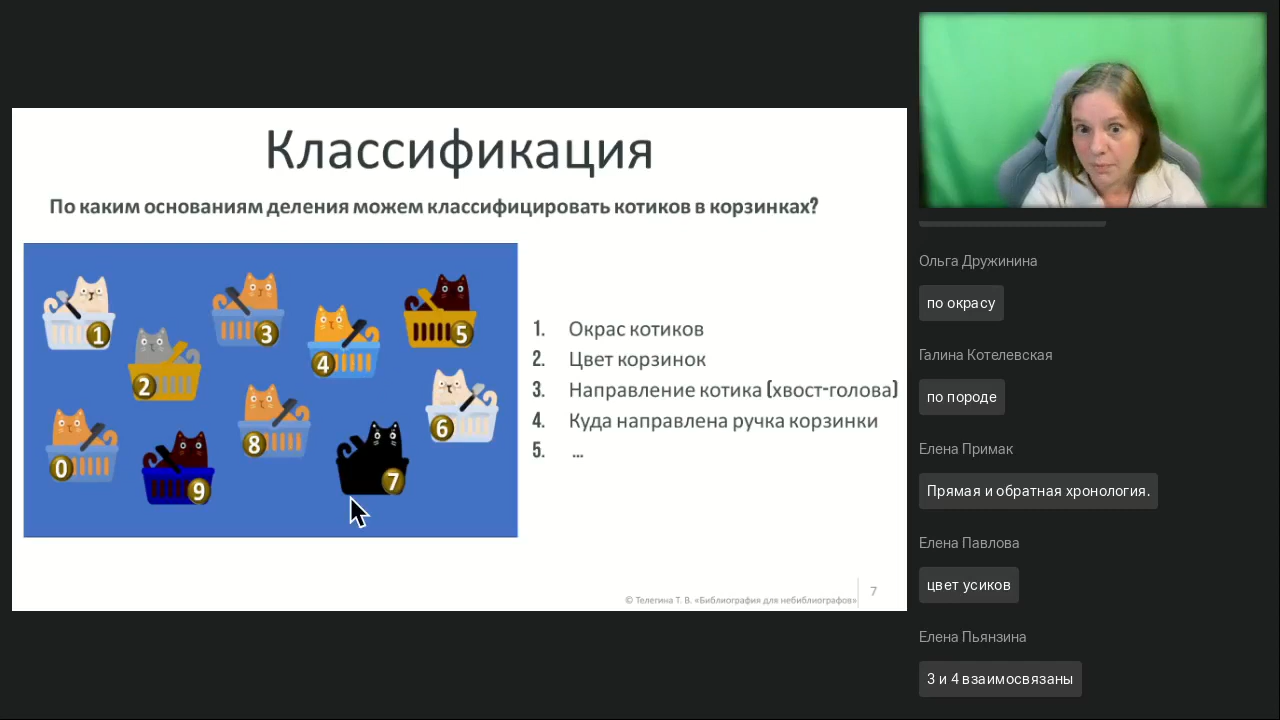 Классификация
По каким основаниям деления можем классифицировать котиков в корзинках?
1
2
3
4
5
6
7
8
9
0
1. Окрас котиков
2. Цвет корзинок
3. Направление котика (хвост-голова)
4. Куда направлена ручка корзинки
5. ...
© Телегина Т. В. «Библиография для небиблиографов»
7
Ольга Дружинина
по окрасу
Галина Котелевская
по породе
Елена Примак
Прямая и обратная хронология.
Елена Павлова
цвет усиков
Елена Пьянзина
3 и 4 взаимосвязаны